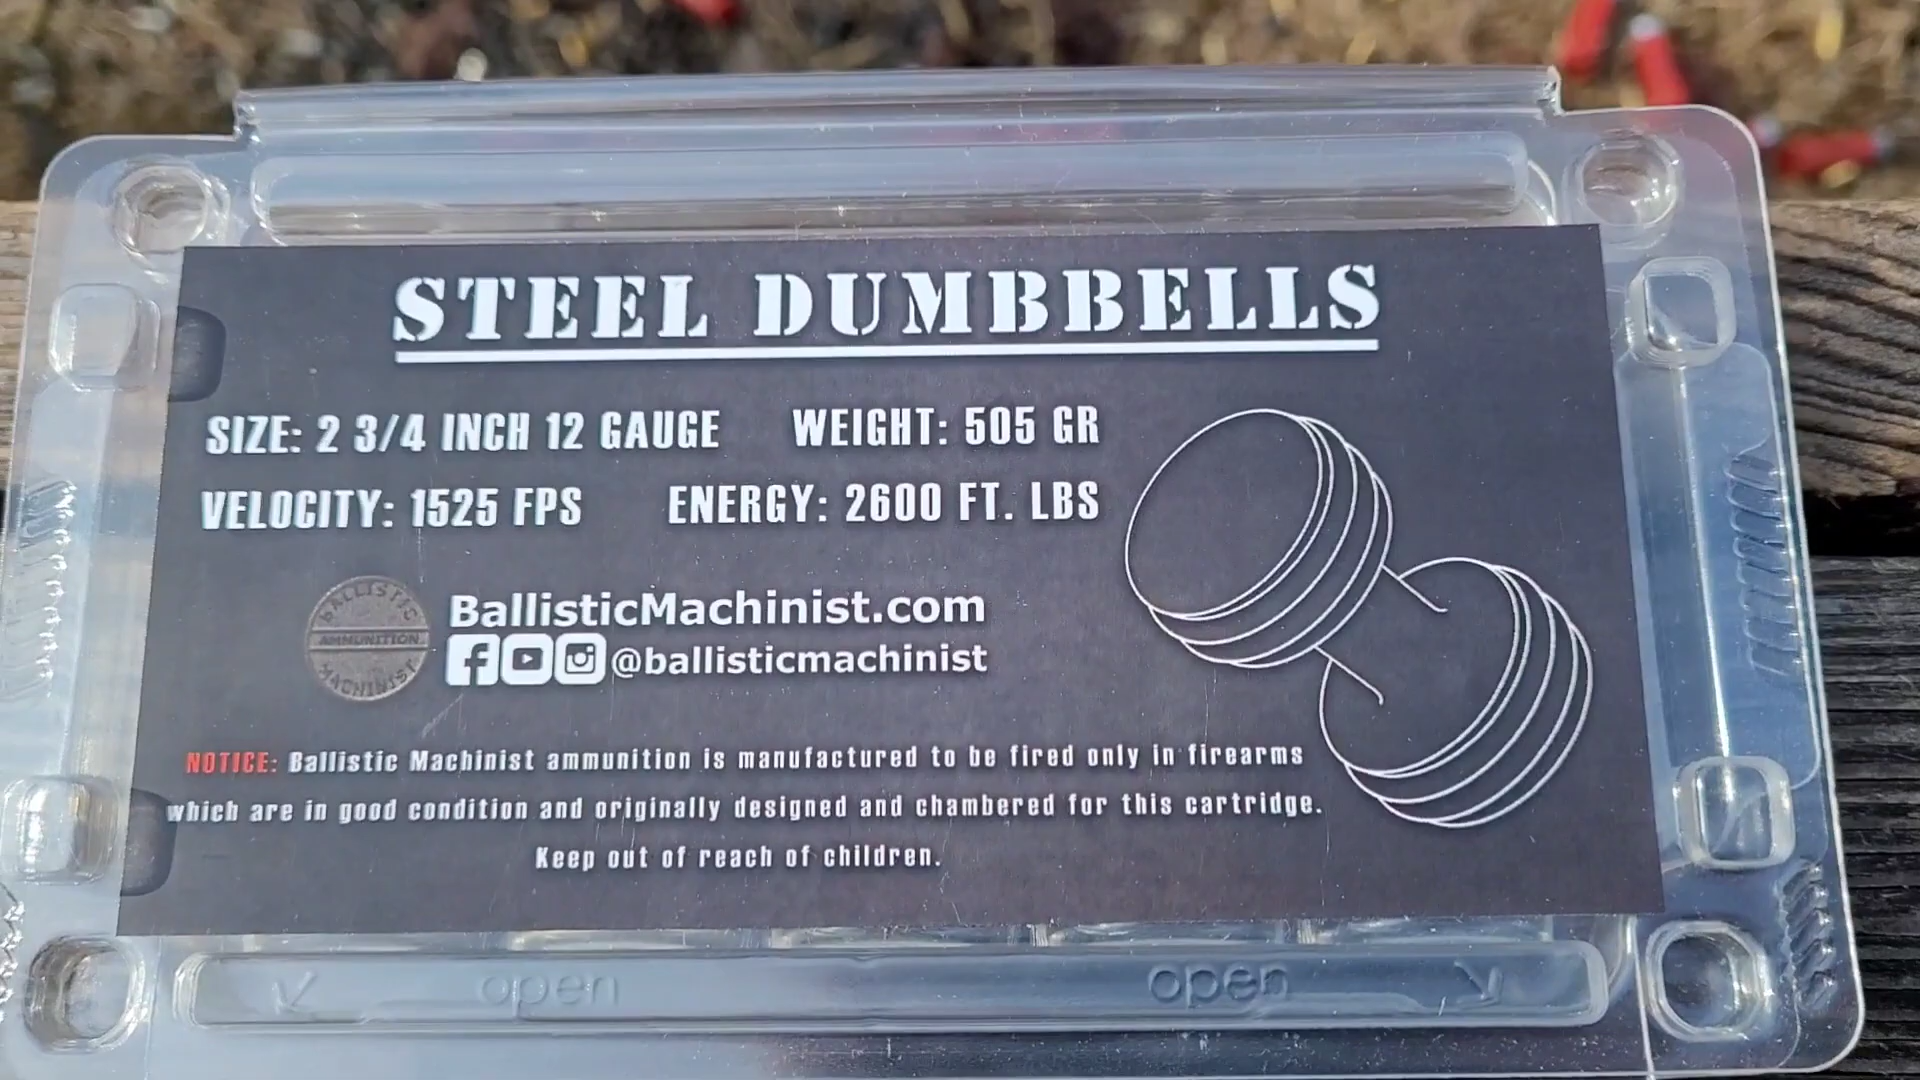 STEEL DUMBBELLS
SIZE: 2 3/4 INCH 12 GAUGE WEIGHT: 505 GR
VELOCITY: 1525 FPS ENERGY: 2600 FT. LBS
BALLISTIC
AMMUNITION
MACHINIST
BallisticMachinist.com
@ballisticmachinist
NOTICE: Ballistic Machinist ammunition is manufactured to be fired only in firearms
which are in good condition and originally designed and chambered for this cartridge.
Keep out of reach of children.
open open